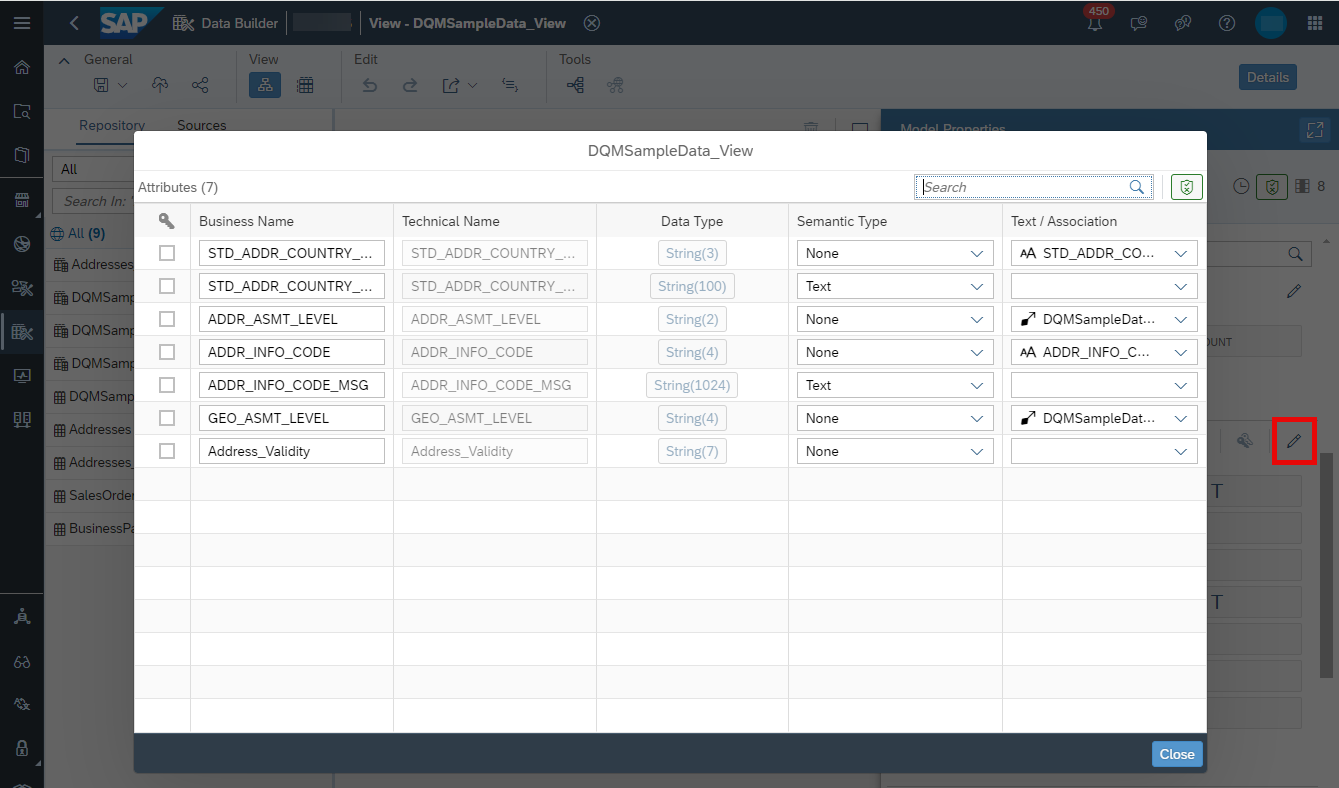 SAP Data Builder View - DQMSampleData_View 450
General View Edit Tools
Details
Repository Sources Model Properties
All
Search In:
8
All (9)
Addresses
DQMSamp
DQMSamp
DQMSamp
DQMSamp
Addresses
Addresses_
SalesOrde
BusinessPa
OUNT
T
T
DQMSampleData_View
Attributes (7) Search
Business Name Technical Name Data Type Semantic Type Text / Association
STD_ADDR_COUNTRY_... STD_ADDR_COUNTRY_... String(3) None AA STD_ADDR_CO...
STD_ADDR_COUNTRY_... STD_ADDR_COUNTRY_... String(100) Text
ADDR_ASMT_LEVEL ADDR_ASMT_LEVEL String(2) None DQMSampleDat...
ADDR_INFO_CODE ADDR_INFO_CODE String(4) None AA ADDR_INFO_C...
ADDR_INFO_CODE_MSG ADDR_INFO_CODE_MSG String(1024) Text
GEO_ASMT_LEVEL GEO_ASMT_LEVEL String(4) None DQMSampleDat...
Address_Validity Address_Validity String(7) None
Close